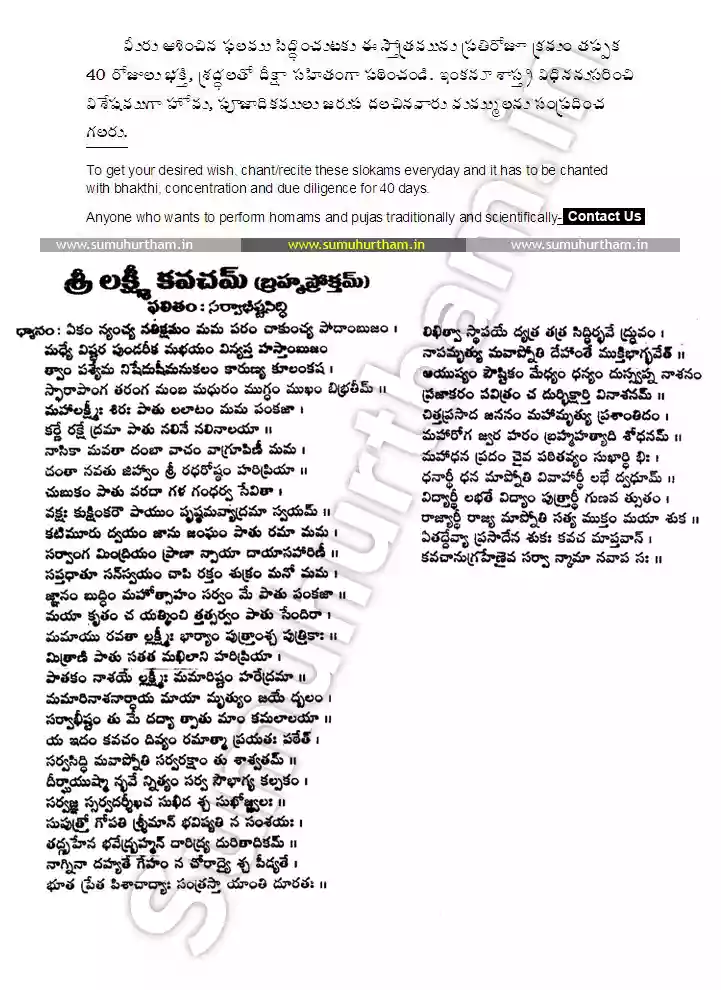 మీరు ఆశించిన ఫలము సిద్ధించుటకు ఈ స్తోత్రమును ప్రతిరోజూ క్రమం తప్పక
40 రోజులు భక్తి, శ్రద్ధలతో దీక్షా సహితంగా పఠించండి. ఇంకనూ శాస్త్ర విధిననుసరించి
విశేషముగా హోమ, పూజాదికములు జరుప దలచినవారు మమ్ములను సంప్రదించ
గలరు.
To get your desired wish, chant/recite these slokams everyday and it has to be chanted
with bhakthi, concentration and due diligence for 40 days.
Anyone who wants to perform homams and pujas traditionally and scientifically- Contact Us
www.sumuhurtham.in www.sumuhurtham.in www.sumuhurtham.in
శ్రీ లక్ష్మీ కవచమ్ (బ్రహ్మప్రోక్తమ్)
ఫలితం : సర్వాభీష్టసిద్ధి
ధ్యానం : ఏకం న్యంచ్య నతిక్షమం మమ పరం చాకుంచ్య పాదాంబుజం ।
మధ్యే విష్టర పుండరీక మభయం విన్యస్త హస్తాంబుజం
త్వాం పశ్యేమ నిషేదుషీమనుకలం కారుణ్య కూలంకష ।
స్ఫారాపాంగ తరంగ మంబ మధురం ముగ్ధం ముఖం బిభ్రతీమ్ ॥
మహాలక్ష్మీః శిరః పాతు లలాటం మమ పంకజా ।
కర్ణే రక్షే ద్రమా పాతు నలినే నలినాలయా ॥
నాసికా మవతా దంబా వాచం వాగ్రూపిణీ మమ ।
దంతా నవతు జిహ్వాం శ్రీ రధరోష్ఠం హరిప్రియా ॥
చుబుకం పాతు వరదా గళ గంధర్వ సేవితా ।
వక్షః కుక్షింకరౌ పాయుం పృష్ఠమవ్యాద్రమా స్వయమ్ ॥
కటిమూరు ద్వయం జాను జంఘం పాతు రమా మమ ।
సర్వాంగ మింద్రియం ప్రాణా న్పాయా దాయాసహారిణీ ॥
సప్తధాతూ న్స్వయం చాపి రక్తం శుక్రం మనో మమ ।
జ్ఞానం బుద్ధిం మహోత్సాహం సర్వం మే పాతు పంకజా ॥
మయా కృతం చ యత్కించి త్తత్సర్వం పాతు సేందిరా ।
మమాయు రవతా ల్లక్ష్మీః భార్యాం పుత్రాంశ్చ పుత్రికాః ॥
మిత్రాణి పాతు సతత మఖిలాని హరిప్రియా ।
పాతకం నాశయే ల్లక్ష్మీః మమారిష్టం హరేద్రమా ॥
మమారినాశనార్థాయ మాయా మృత్యుం జయే ద్బలం ।
సర్వాభీష్టం తు మే దద్యా త్పాతు మాం కమలాలయా ॥
య ఇదం కవచం దివ్యం రమాత్మా ప్రయతః పఠేత్ ।
సర్వసిద్ధి మవాప్నోతి సర్వరక్షాం తు శాశ్వతమ్ ॥
దీర్ఘాయుష్మా న్భవే న్నిత్యం సర్వ సౌభాగ్య కల్పకం ।
సర్వజ్ఞ స్సర్వదర్శీఖచ సుఖీద శ్చ సుఖోజ్జ్వలః ॥
సుపుత్రో గోపతి శ్రీమాన్ భవిష్యతి న సంశయః ।
తద్గృహేన భవేద్బ్రహ్మన్ దారిద్ర్య దురితాదికమ్ ॥
నాగ్నినా దహ్యతే గేహం న చోరాద్యై శ్చ పీడ్యతే ।
భూత ప్రేత పిశాచాద్యాః సంత్రస్తా యాంతి దూరతః ॥
లిఖిత్వా స్థాపయే ద్యత్ర తత్ర సిద్ధిర్భవే ద్ధ్రువం ।
నాపమృత్యు మవాప్నోతి దేహాంతే ముక్తిభాగ్భవేత్ ॥
ఆయుష్యం పౌష్టికం మేధ్యం ధన్యం దుస్వప్న నాశనం
ప్రజాకరం పవిత్రం చ దుర్భిక్షార్తి వినాశనమ్ ॥
చిత్తప్రసాద జననం మహామృత్యు ప్రశాంతిదం ।
మహారోగ జ్వర హరం బ్రహ్మహత్యాది శోధనమ్ ॥
మహాధన ప్రదం చైవ పఠితవ్యం సుఖార్థి భిః ।
ధనార్థీ ధన మాప్నోతి వివాహార్థీ లభే ద్వధూమ్ ॥
విద్యార్థీ లభతే విద్యాం పుత్రార్థీ గుణవ త్సుతం ।
రాజ్యార్థీ రాజ్య మాప్నోతి సత్య ముక్తం మయా శుక ॥
ఏతద్దేవ్యా ప్రసాదేన శుకః కవచ మాప్తవాన్ ।
కవచానుగ్రహేణైవ సర్వా న్కామా నవాప సః ॥
Sumuhurtham.in